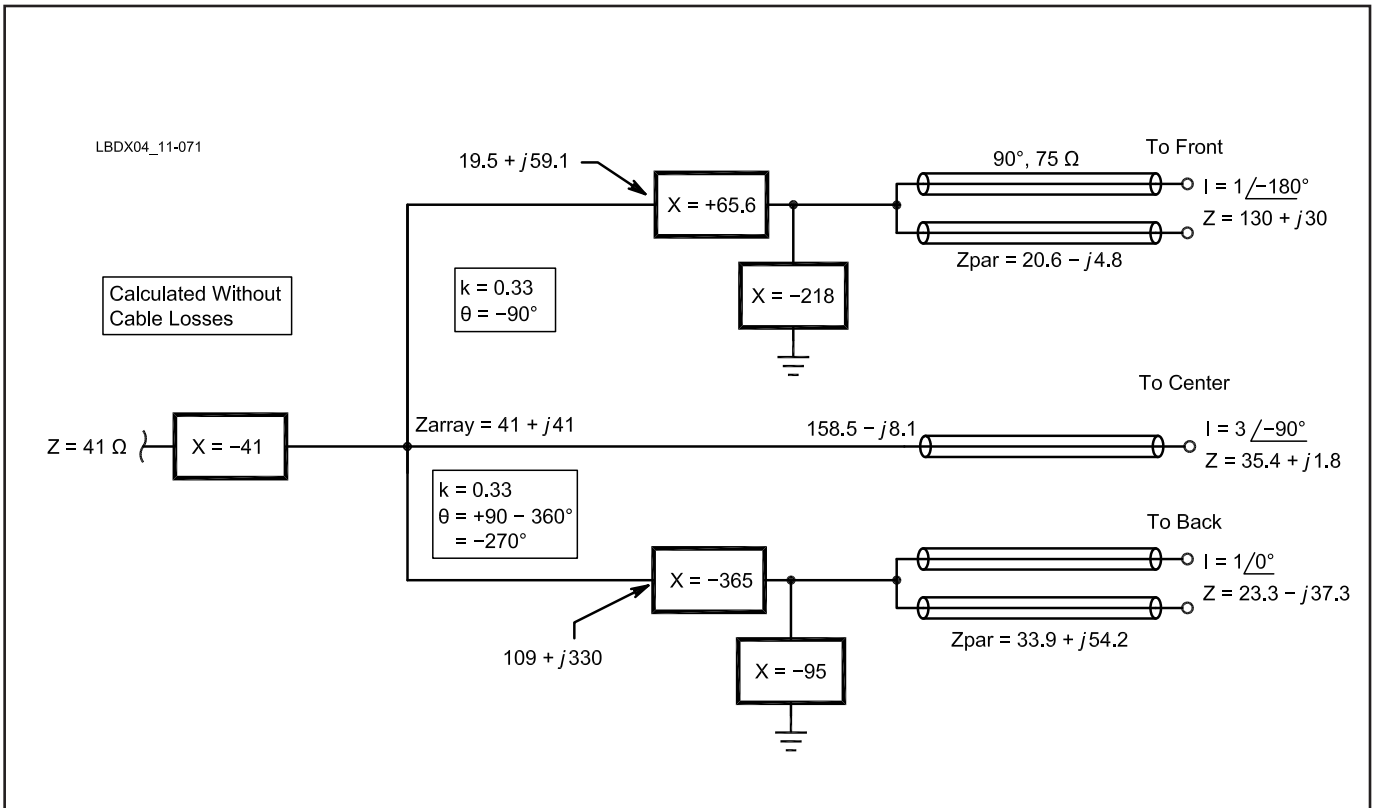 LBDX04_11-071
19.5 + j59.1
X = +65.6
90°, 75 Ω
To Front
I = 1/−180°
Z = 130 + j30
Zpar = 20.6 − j4.8
X = −218
k = 0.33
θ = −90°
Calculated Without
Cable Losses
To Center
Z = 41 Ω
X = −41
Zarray = 41 + j41
158.5 − j8.1
I = 3/−90°
Z = 35.4 + j1.8
k = 0.33
θ = +90 − 360°
= −270°
To Back
X = −365
I = 1/0°
Z = 23.3 − j37.3
Zpar = 33.9 + j54.2
109 + j330
X = −95